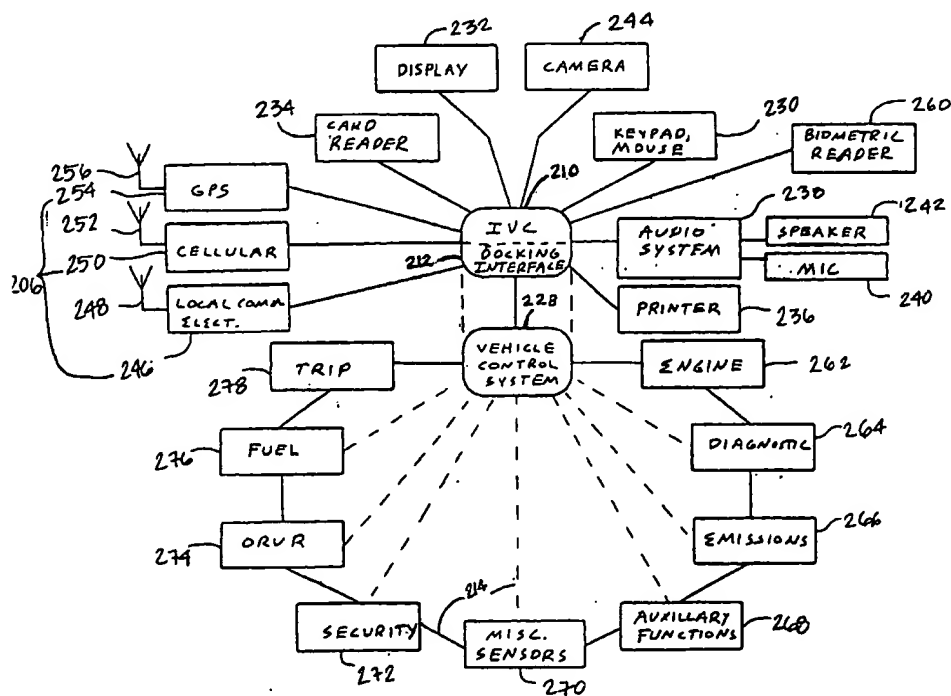 232
244
DISPLAY
CAMERA
234
230
260
CARD
READER
KEYPAD,
MOUSE
BIOMETRIC
READER
256
210
254
GPS
238
242
252
IVC
AUDIO
SYSTEM
SPEAKER
250
CELLULAR
212
DOCKING
INTERFACE
MIC
206
248
LOCAL COMM.
ELECT.
228
PRINTER
236
240
246
VEHICLE
CONTROL
SYSTEM
278
TRIP
ENGINE
262
276
FUEL
DIAGNOSTIC
264
274
ORVR
EMISSIONS
266
214
SECURITY
272
MISC.
SENSORS
270
AUXILLARY
FUNCTIONS
268